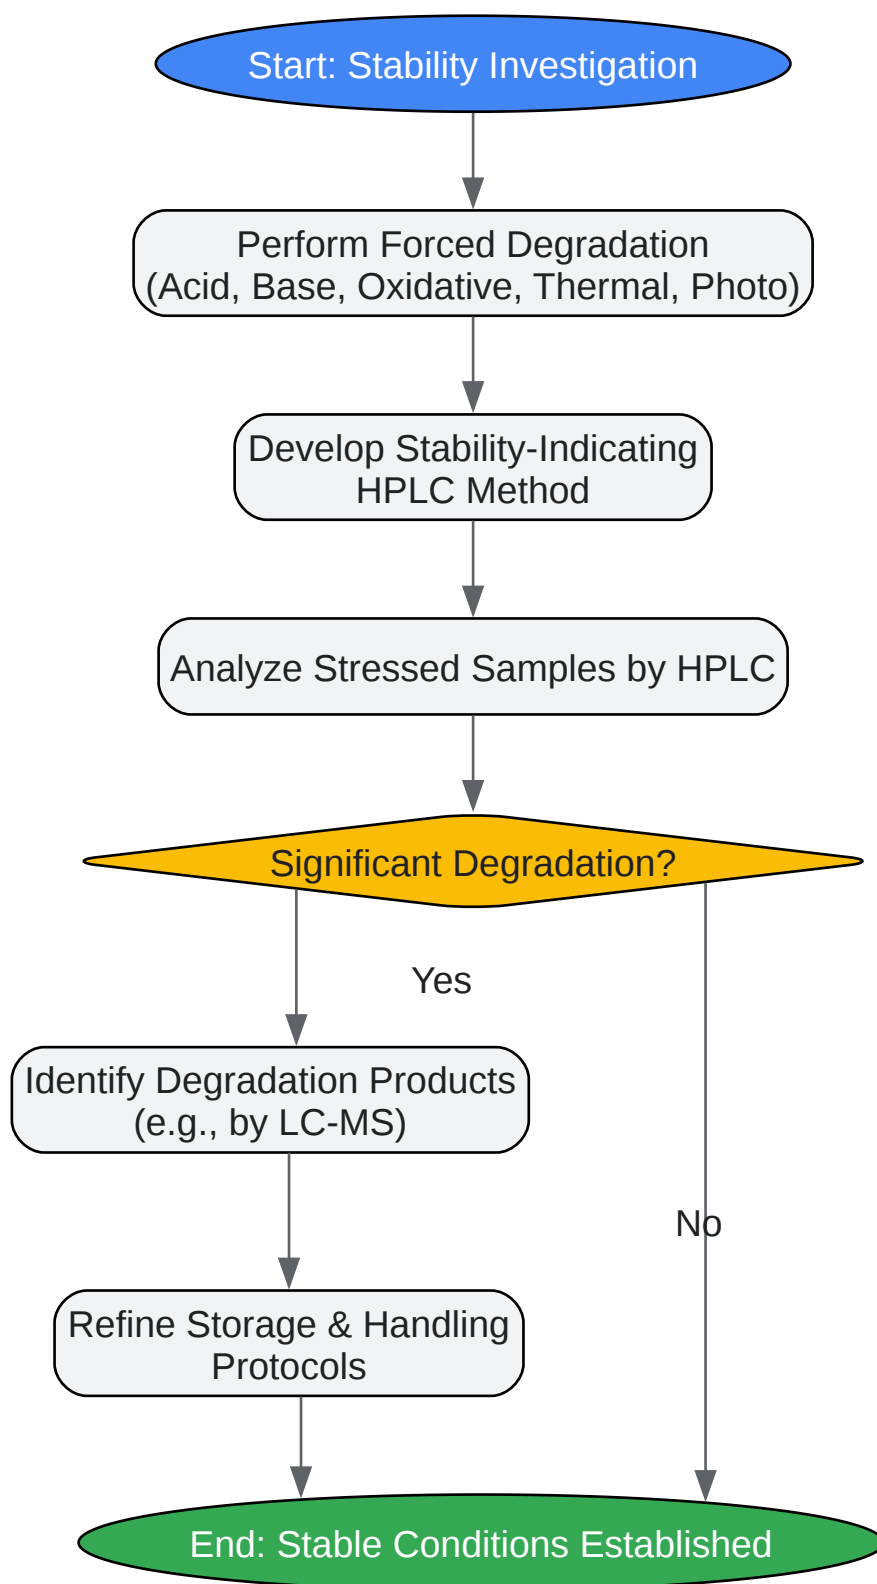 Start: Stability Investigation
Perform Forced Degradation
(Acid, Base, Oxidative, Thermal, Photo)
Develop Stability-Indicating
HPLC Method
Analyze Stressed Samples by HPLC
Significant Degradation?
Yes
Identify Degradation Products
(e.g., by LC-MS)
No
Refine Storage & Handling
Protocols
End: Stable Conditions Established